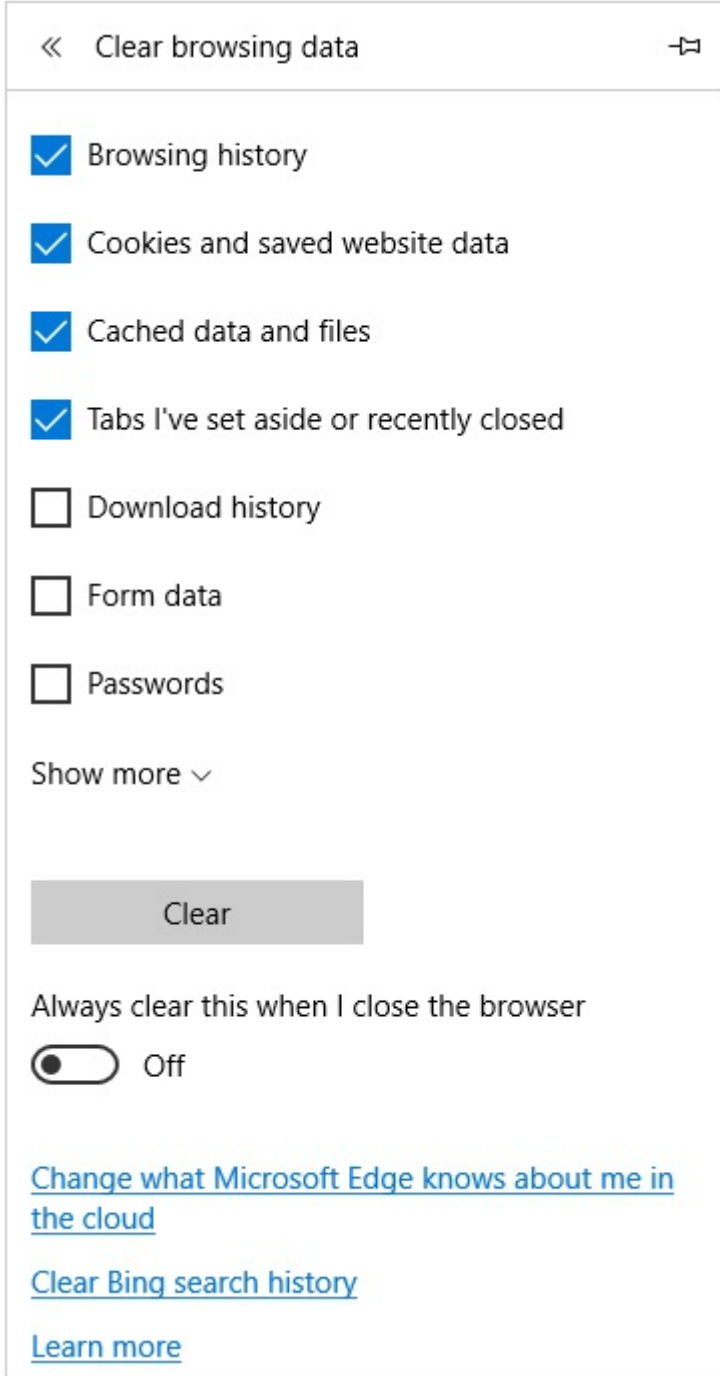 Clear browsing data
Browsing history
Cookies and saved website data
Cached data and files
Tabs I've set aside or recently closed
Download history
Form data
Passwords
Show more
Clear
Always clear this when I close the browser
Off
Change what Microsoft Edge knows about me in
the cloud
Clear Bing search history
Learn more